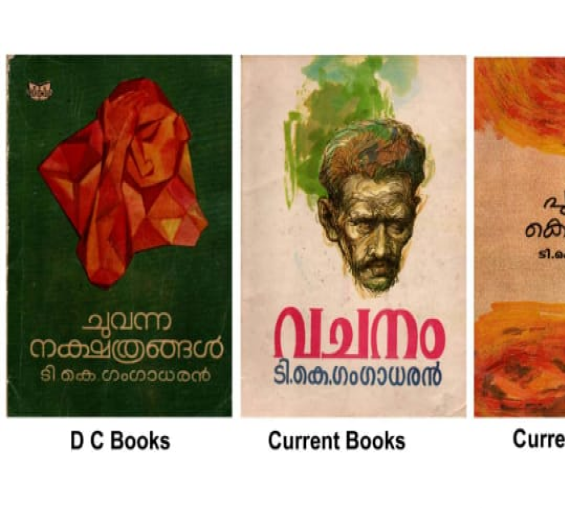 ചുവന്ന
നക്ഷത്രങ്ങൾ
ടി കെ ഗംഗാധരൻ
വചനം
ടി.കെ.ഗംഗാധരൻ
D C Books
Current Books